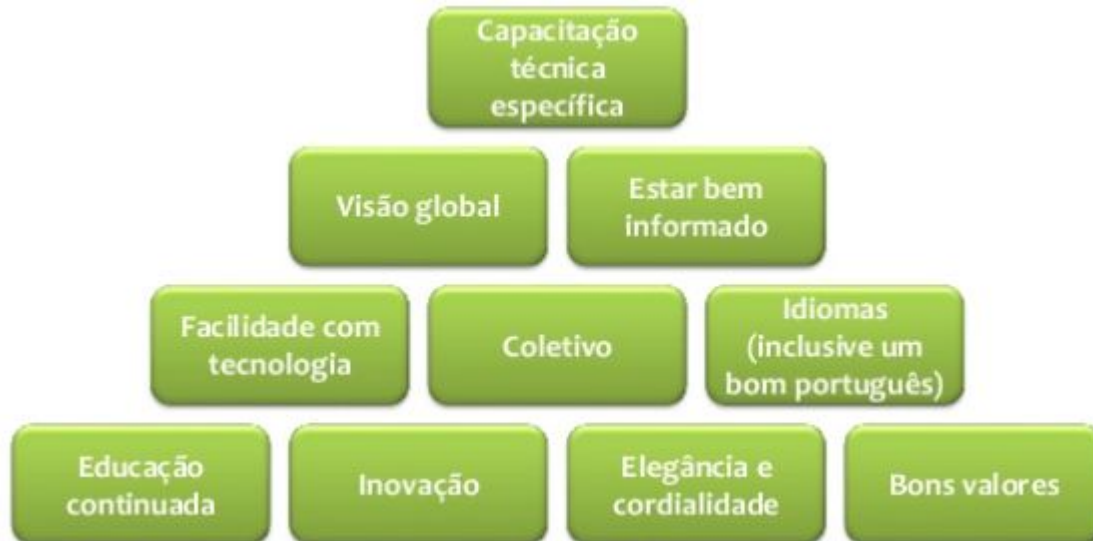 Capacitação
técnica
específica
Visão global
Estar bem
informado
Facilidade com
tecnologia
Coletivo
Idiomas
(inclusive um
bom português)
Educação
continuada
Inovação
Elegância e
cordialidade
Bons valores